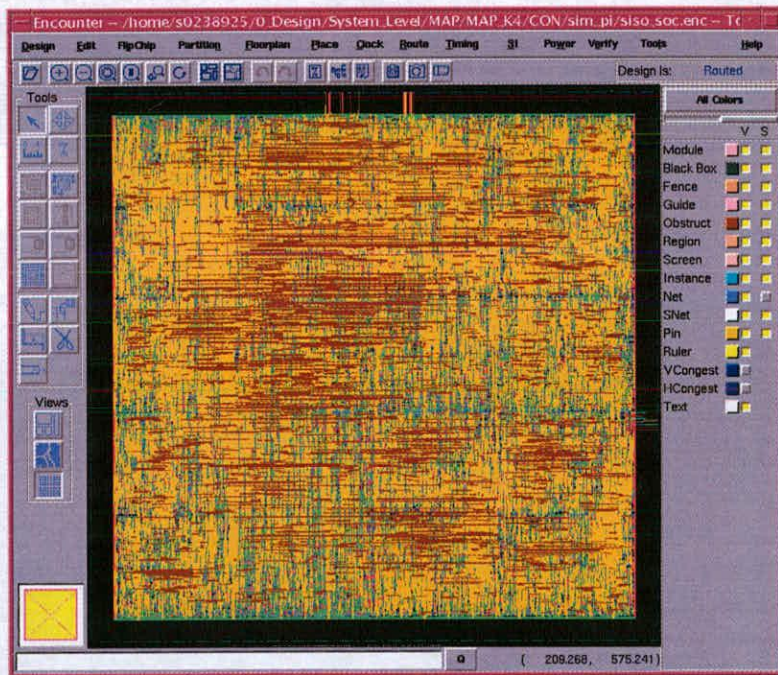 Encounter -- /home/s0238925/0_Design/System_Level/MAP/MAP_K4/CON/sim_pi/siso_soc.enc -- To
Design Edit FlipChip Partition Floorplan Place Clock Route Timing SI Power Verify Tools Help
Design Is: Routed
Tools
All Colors
V S
Module
Black Box
Fence
Guide
Obstruct
Region
Screen
Instance
Net
SNet
Pin
Ruler
VCongest
HCongest
Text
Views
Q ( 209.268, 575.241)